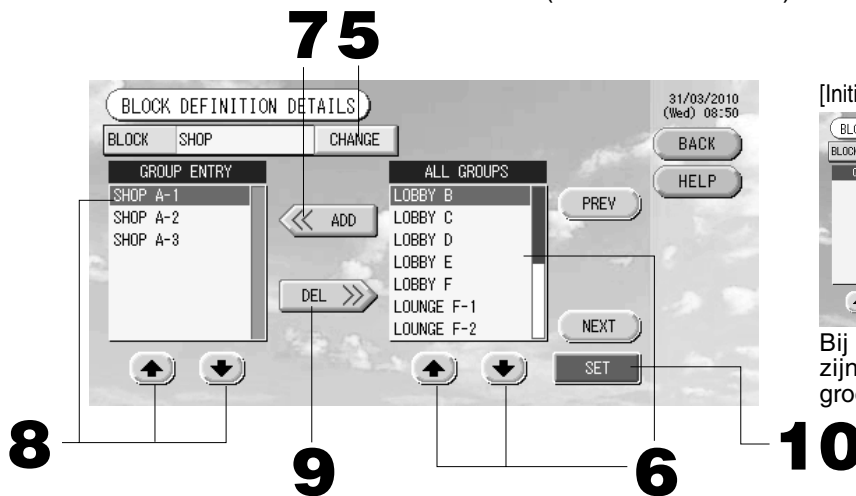 7 5
BLOCK DEFINITION DETAILS
31/03/2010
(Wed) 08:50
BLOCK SHOP CHANGE
BACK
HELP
GROUP ENTRY
SHOP A-1
SHOP A-2
SHOP A-3
ADD
DEL
ALL GROUPS
LOBBY B
LOBBY C
LOBBY D
LOBBY E
LOBBY F
LOUNGE F-1
LOUNGE F-2
PREV
NEXT
SET
8
9
6
10
[Initi
BLO
BLOCK
Bij
zijn
groe